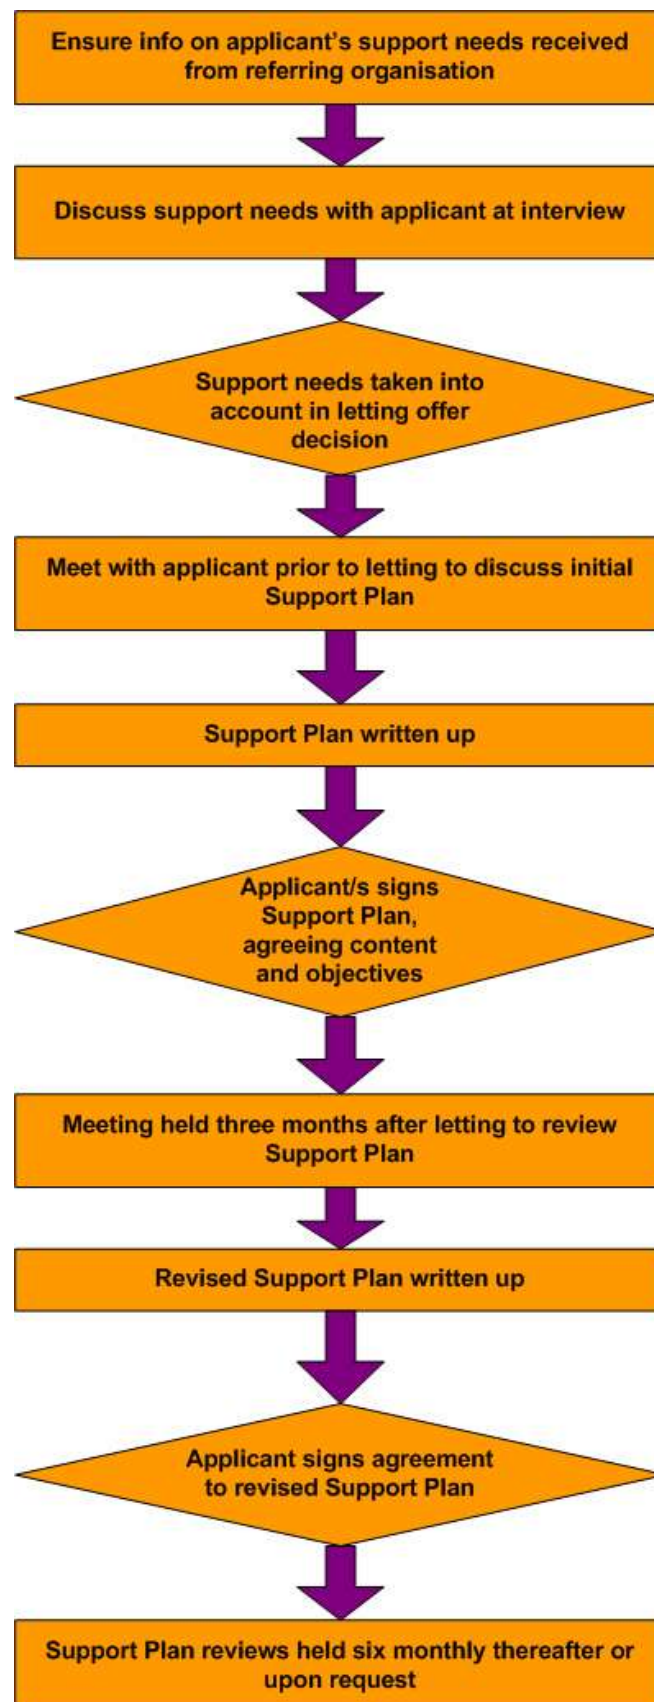 Ensure info on applicant's support needs received
from referring organisation
Discuss support needs with applicant at interview
Support needs taken into
account in letting offer
decision
Meet with applicant prior to letting to discuss initial
Support Plan
Support Plan written up
Applicant/s signs
Support Plan,
agreeing content
and objectives
Meeting held three months after letting to review
Support Plan
Revised Support Plan written up
Applicant signs agreement
to revised Support Plan
Support Plan reviews held six monthly thereafter or
upon request